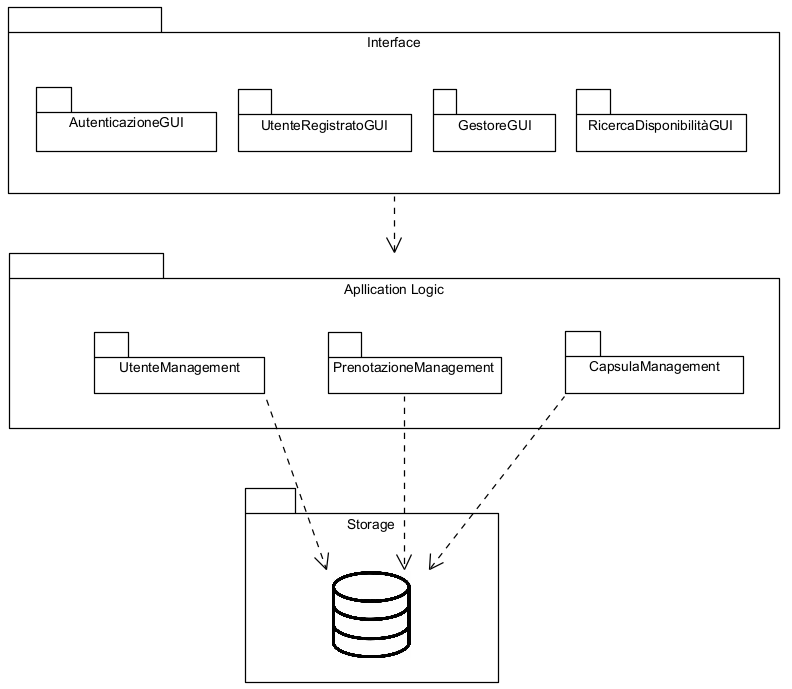 Interface
AutenticazioneGUI
UtenteRegistratoGUI
GestoreGUI
RicercaDisponibilitàGUI
Apllication Logic
UtenteManagement
PrenotazioneManagement
CapsulaManagement
Storage